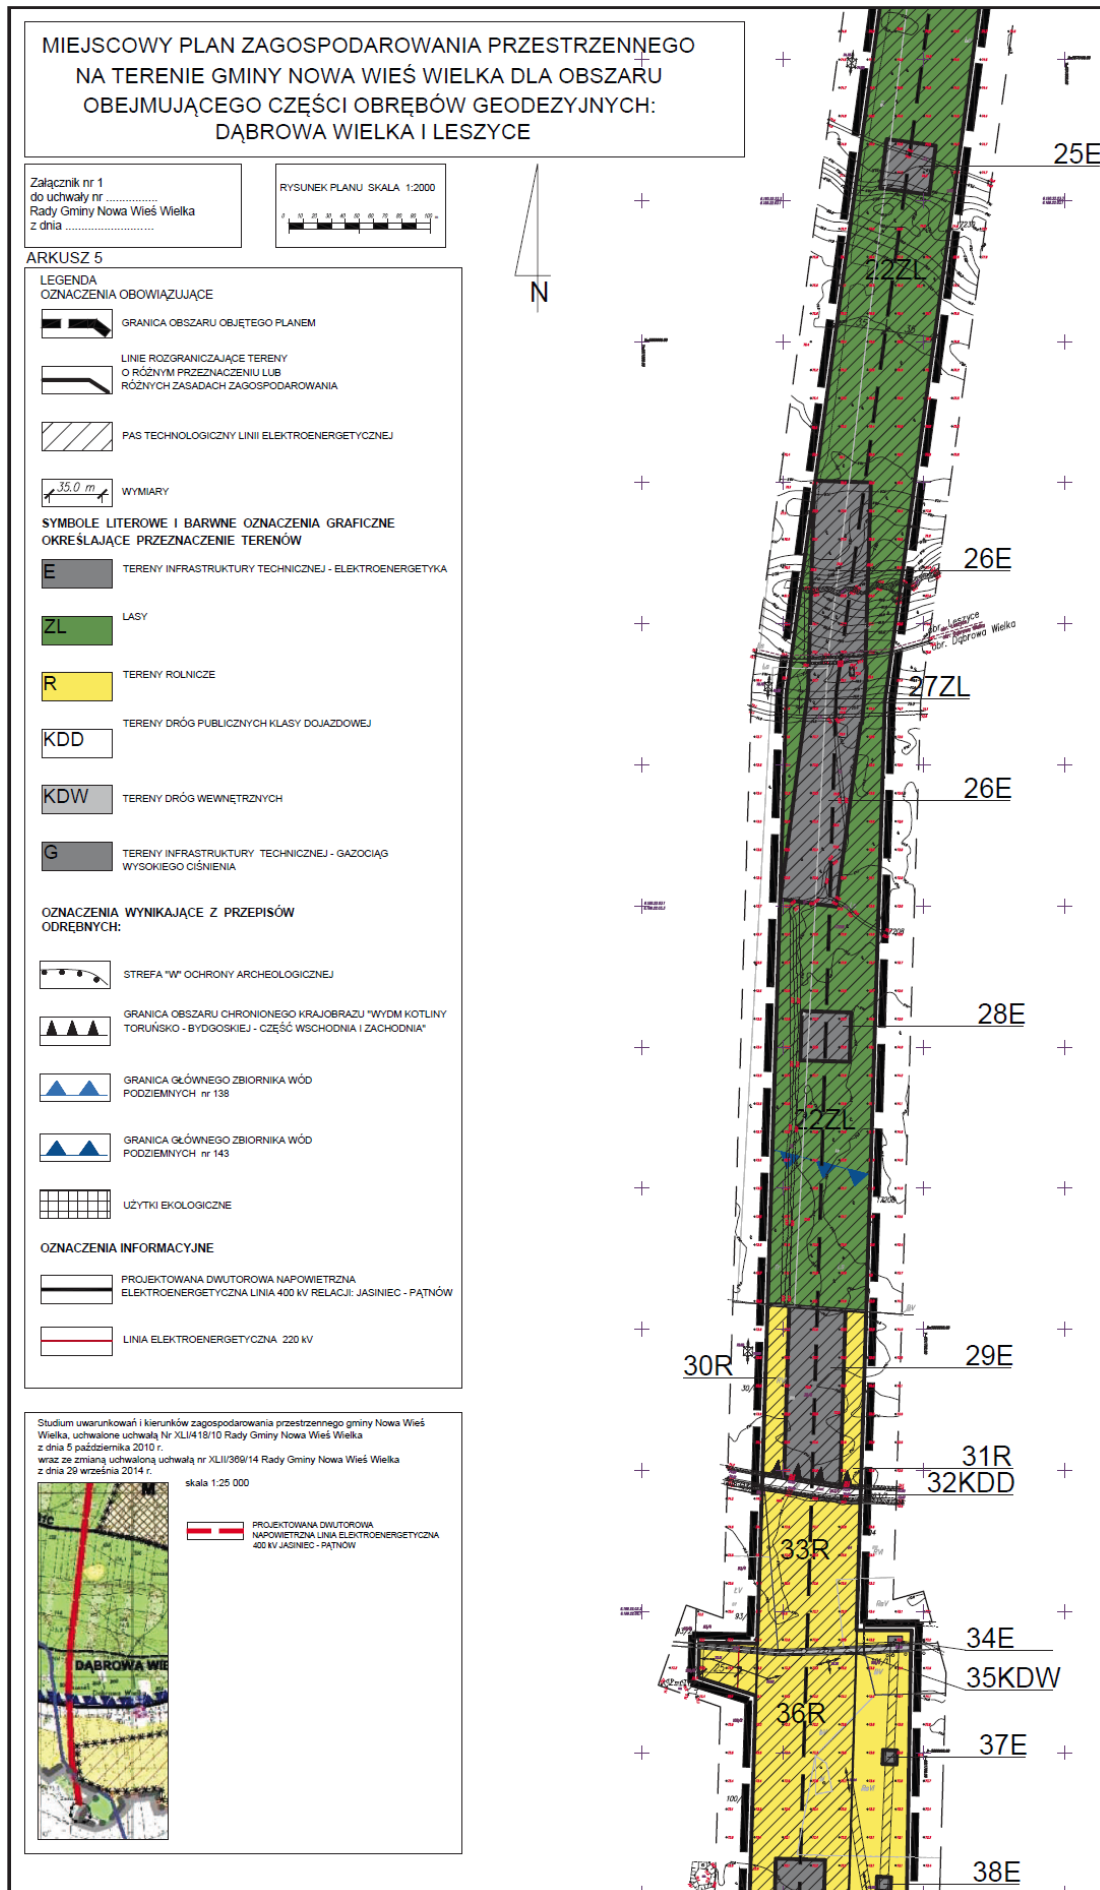 MIEJSCOWY PLAN ZAGOSPODAROWANIA PRZESTRZENNEGO
NA TERENIE GMINY NOWA WIEŚ WIELKA DLA OBSZARU
OBEJMUJĄCEGO CZĘŚCI OBRĘBÓW GEODEZYJNYCH:
DĄBROWA WIELKA I LESZYCE
Załącznik nr 1
do uchwały nr ................
Rady Gminy Nowa Wieś Wielka
z dnia ..........................
RYSUNEK PLANU SKALA 1:2000
0 10 20 30 40 50 60 70 80 90 100 m
N
ARKUSZ 5
LEGENDA
OZNACZENIA OBOWIĄZUJĄCE
GRANICA OBSZARU OBJĘTEGO PLANEM
LINIE ROZGRANICZAJĄCE TERENY
O RÓŻNYM PRZEZNACZENIU LUB
RÓŻNYCH ZASADACH ZAGOSPODAROWANIA
PAS TECHNOLOGICZNY LINII ELEKTROENERGETYCZNEJ
35.0 m
WYMIARY
SYMBOLE LITEROWE I BARWNE OZNACZENIA GRAFICZNE
OKREŚLAJĄCE PRZEZNACZENIE TERENÓW
E
TERENY INFRASTRUKTURY TECHNICZNEJ - ELEKTROENERGETYKA
ZL
LASY
R
TERENY ROLNICZE
KDD
TERENY DRÓG PUBLICZNYCH KLASY DOJAZDOWEJ
KDW
TERENY DRÓG WEWNĘTRZNYCH
G
TERENY INFRASTRUKTURY TECHNICZNEJ - GAZOCIĄG
WYSOKIEGO CIŚNIENIA
OZNACZENIA WYNIKAJĄCE Z PRZEPISÓW
ODRĘBNYCH:
STREFA "W" OCHRONY ARCHEOLOGICZNEJ
GRANICA OBSZARU CHRONIONEGO KRAJOBRAZU "WYDM KOTLINY
TORUŃSKO - BYDGOSKIEJ - CZĘŚĆ WSCHODNIA I ZACHODNIA"
GRANICA GŁÓWNEGO ZBIORNIKA WÓD
PODZIEMNYCH nr 138
GRANICA GŁÓWNEGO ZBIORNIKA WÓD
PODZIEMNYCH nr 143
UŻYTKI EKOLOGICZNE
OZNACZENIA INFORMACYJNE
PROJEKTOWANA DWUTOROWA NAPOWIETRZNA
ELEKTROENERGETYCZNA LINIA 400 kV RELACJI: JASINIEC - PĄTNÓW
LINIA ELEKTROENERGETYCZNA 220 kV
Studium uwarunkowań i kierunków zagospodarowania przestrzennego gminy Nowa Wieś
Wielka, uchwalone uchwałą Nr XLI/418/10 Rady Gminy Nowa Wieś Wielka
z dnia 5 października 2010 r.
wraz ze zmianą uchwaloną uchwałą nr XLII/369/14 Rady Gminy Nowa Wieś Wielka
z dnia 29 września 2014 r.
skala 1:25 000
PROJEKTOWANA DWUTOROWA
NAPOWIETRZNA LINIA ELEKTROENERGETYCZNA
400 kV JASINIEC - PĄTNÓW
M
DĄBROWA WIE
25E
22ZL
26E
obr. Leszyce
obr. Dąbrowa Wielka
27ZL
26E
28E
22ZL
29E
30R
31R
32KDD
33R
34E
35KDW
36R
37E
38E